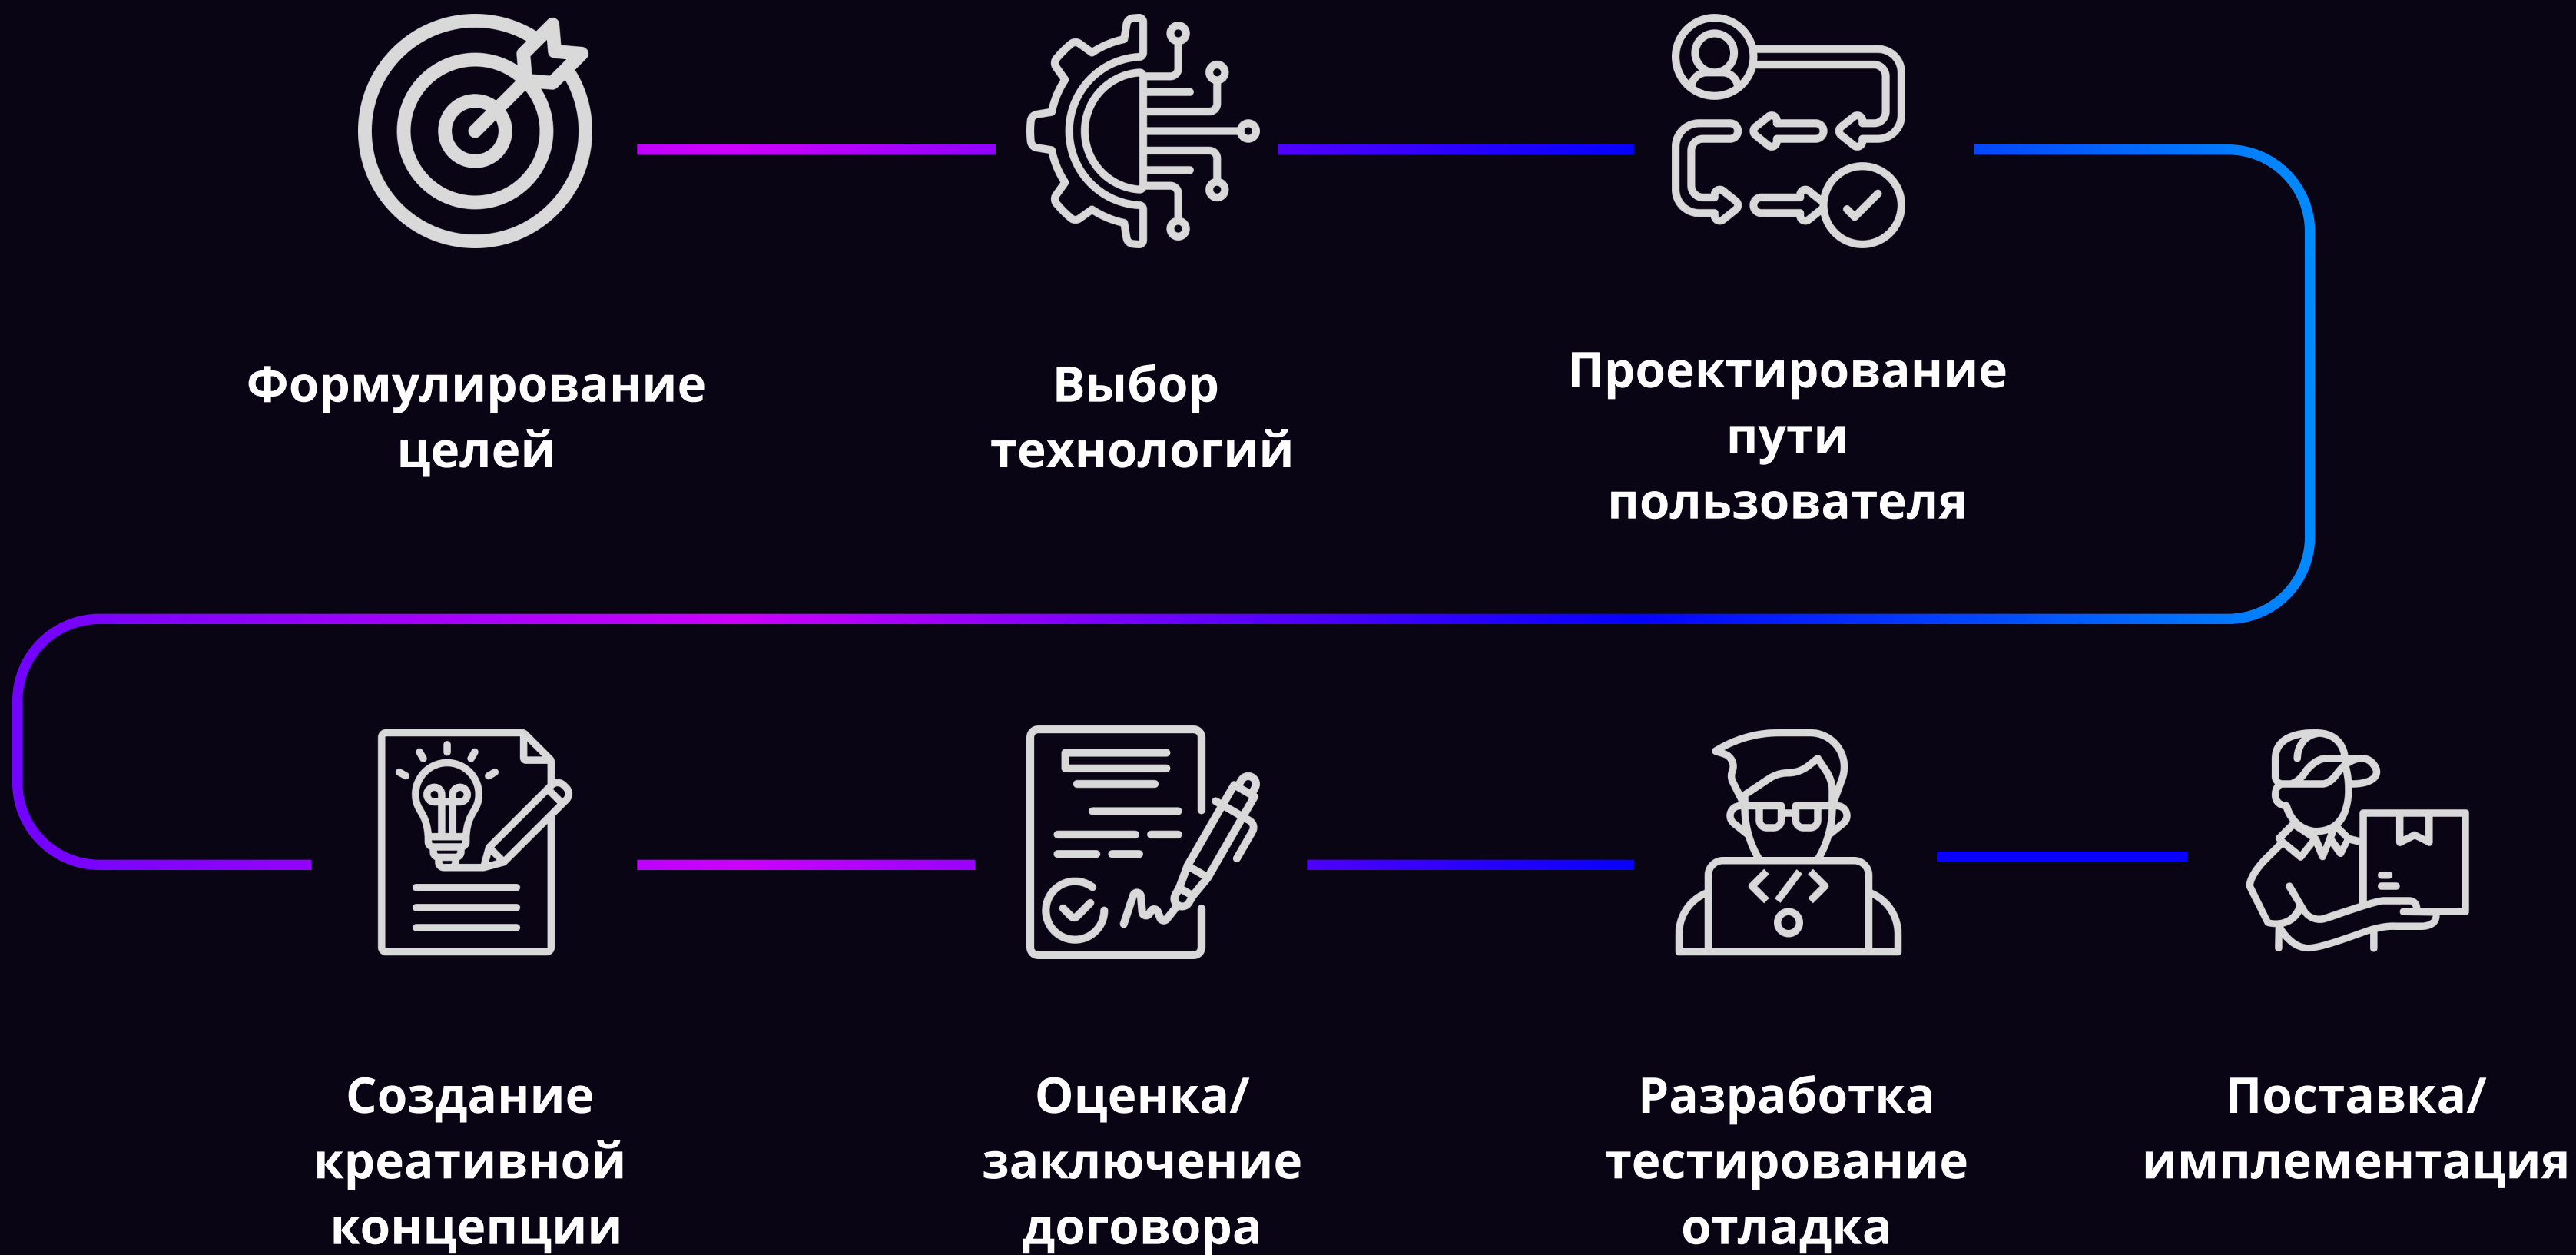 Формулирование
целей
Выбор
технологий
Проектирование
пути
пользователя
Создание
креативной
концепции
Оценка/
заключение
договора
Разработка
тестирование
отладка
Поставка/
имплементация